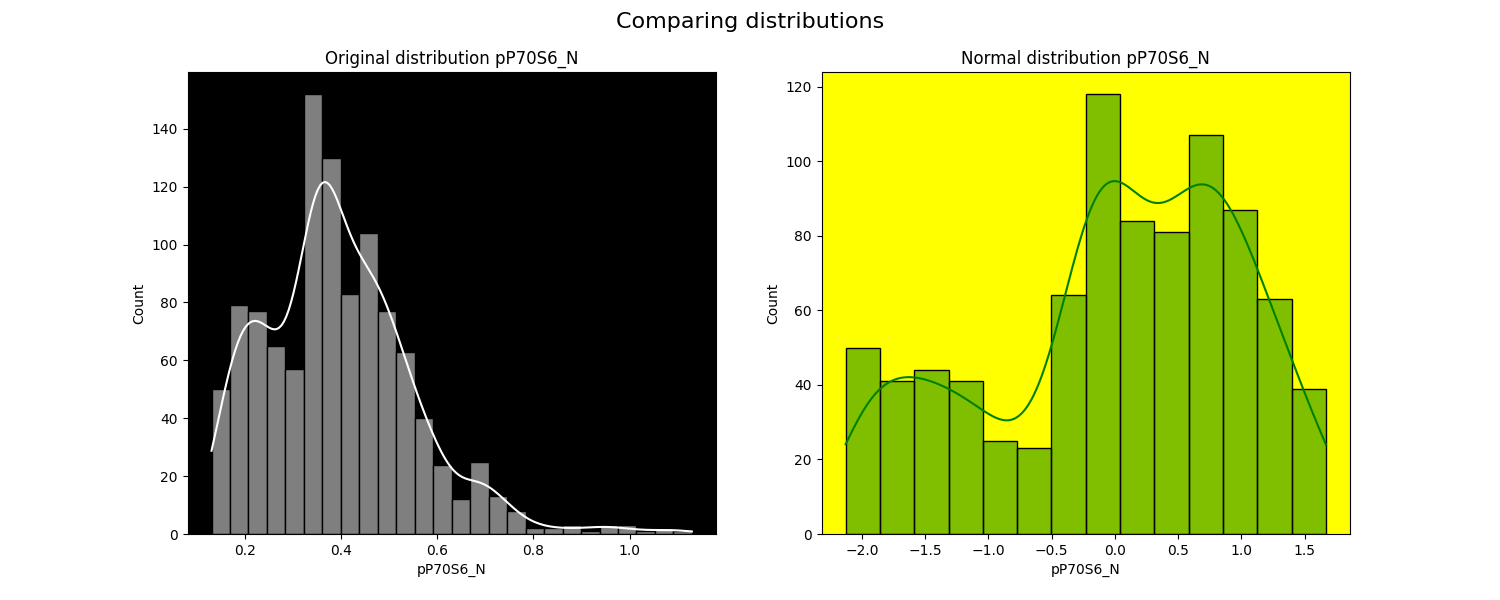 Comparing distributions
Original distribution pP70S6_N
Count
140
120
100
80
60
40
20
0
0.2 0.4 0.6 0.8 1.0
pP70S6_N
Normal distribution pP70S6_N
Count
120
100
80
60
40
20
0
−2.0 −1.5 −1.0 −0.5 0.0 0.5 1.0 1.5
pP70S6_N